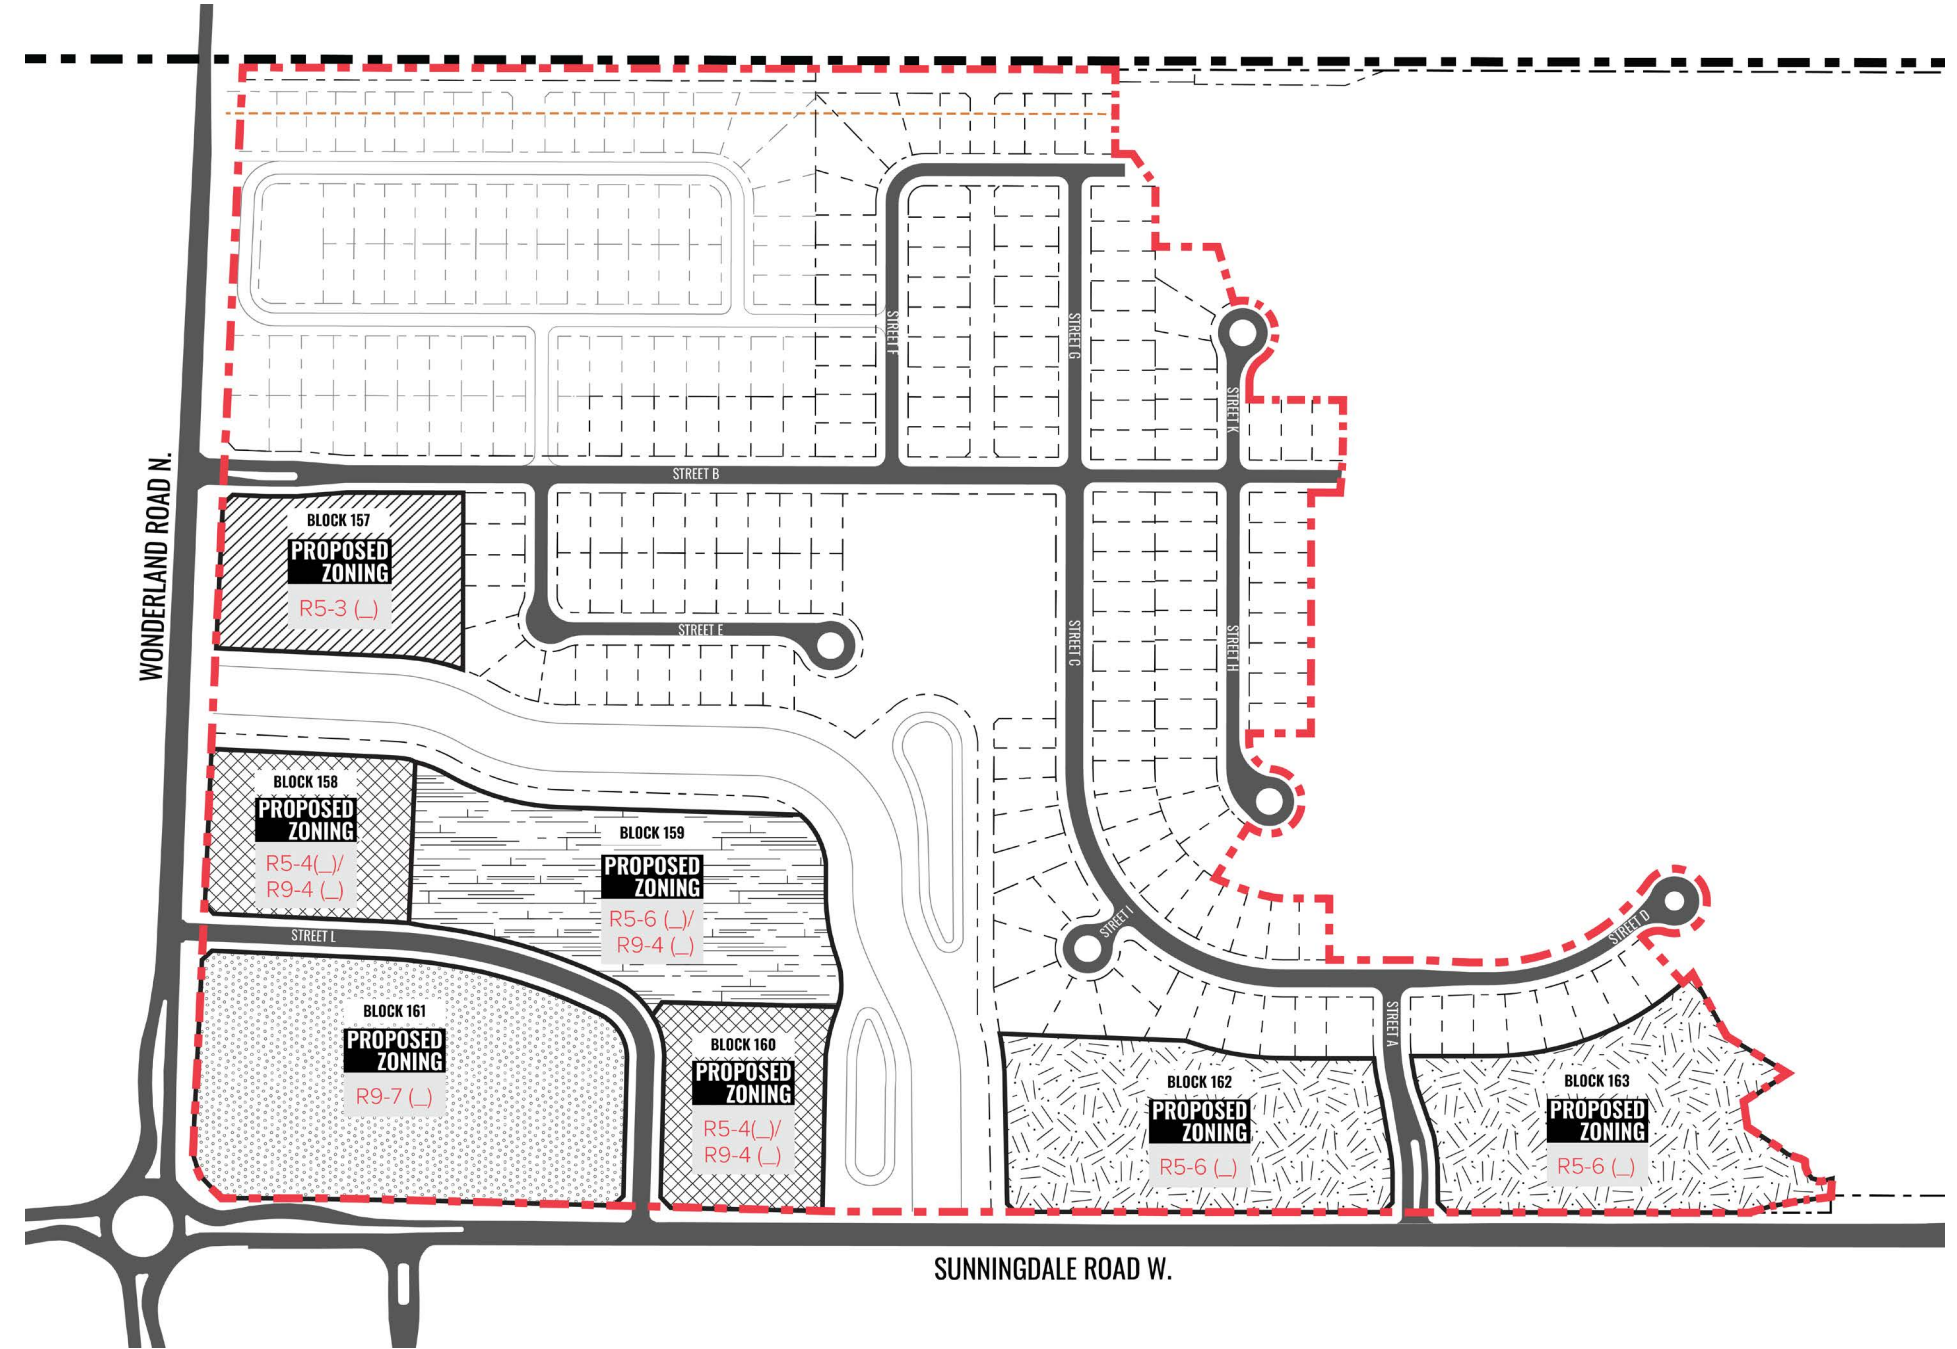 STREET F
STREET G
STREET K
WONDERLAND ROAD N.
STREET B
BLOCK 157
PROPOSED
ZONING
R5-3 (_)
STREET E
STREET C
STREET H
BLOCK 158
PROPOSED
ZONING
R5-4(_)/
R9-4 (_)
BLOCK 159
PROPOSED
ZONING
R5-6 (_)/
R9-4 (_)
STREET I
STREET D
STREET L
BLOCK 161
PROPOSED
ZONING
R9-7 (_)
BLOCK 160
PROPOSED
ZONING
R5-4(_)/
R9-4 (_)
STREET A
BLOCK 162
PROPOSED
ZONING
R5-6 (_)
BLOCK 163
PROPOSED
ZONING
R5-6 (_)
SUNNINGDALE ROAD W.